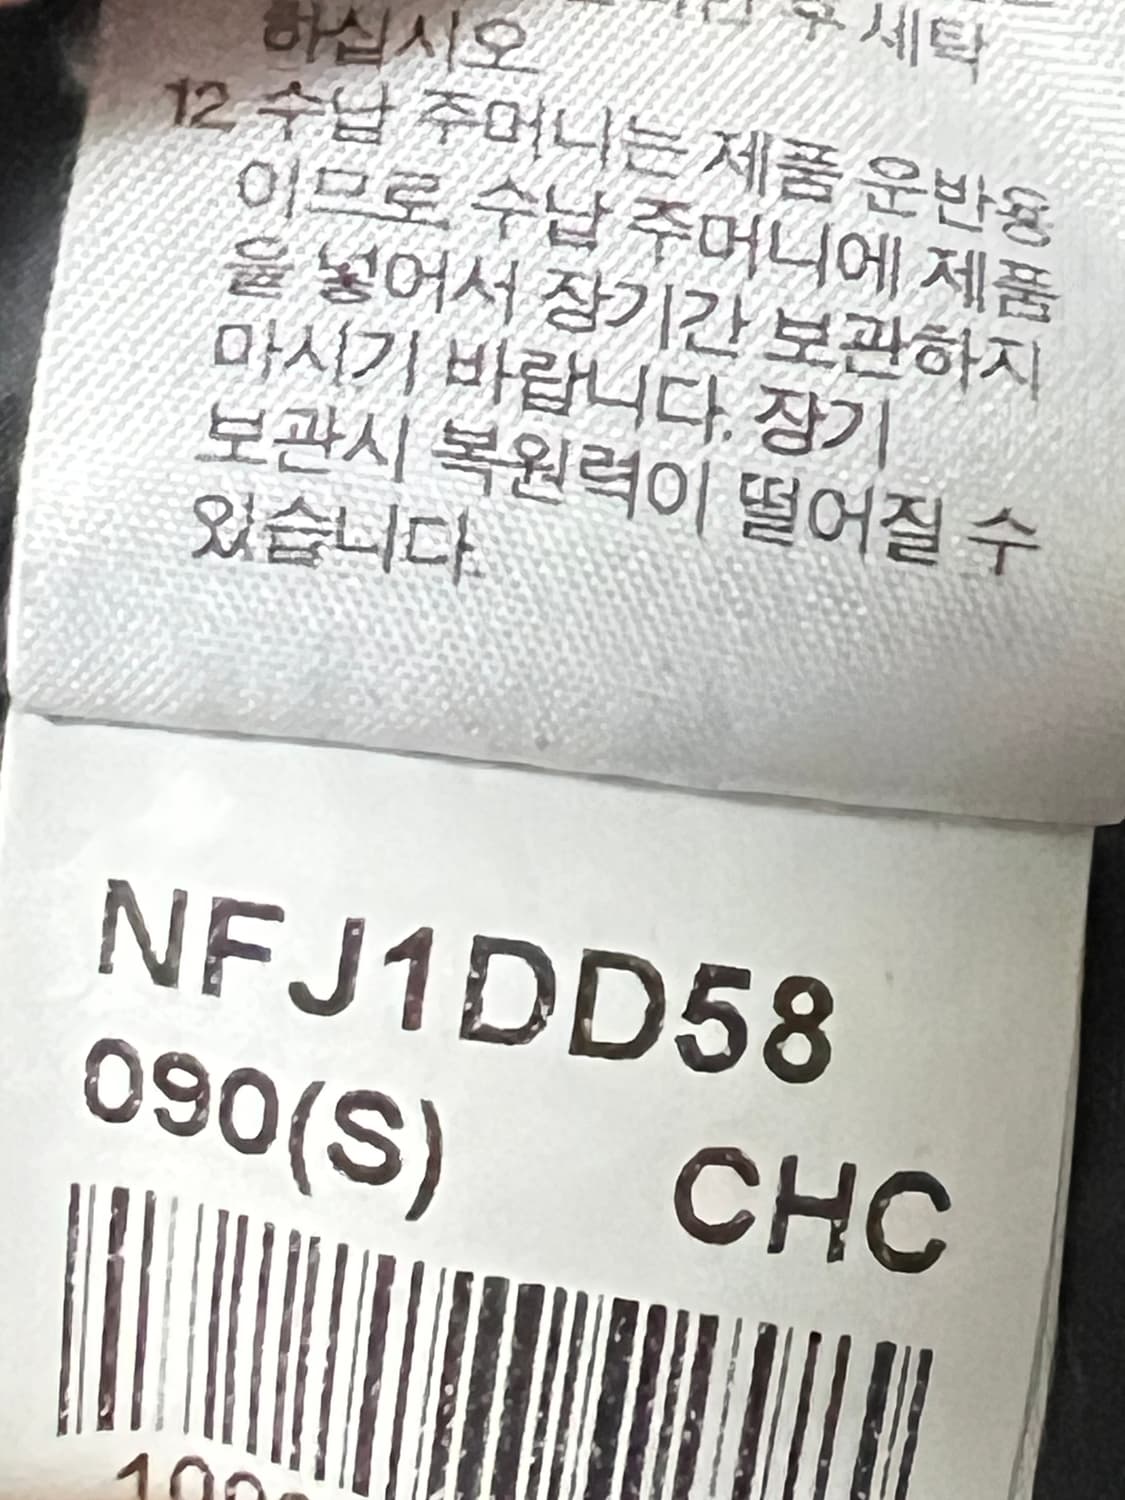 후 세탁
하십시오
12 수납 주머니는 제품 운반용
이므로 수납 주머니에 제품
을 넣어서 장기간 보관하지
마시기 바랍니다. 장기
보관시 복원력이 떨어질 수
있습니다.
NFJ1DD58
090(S) CHC